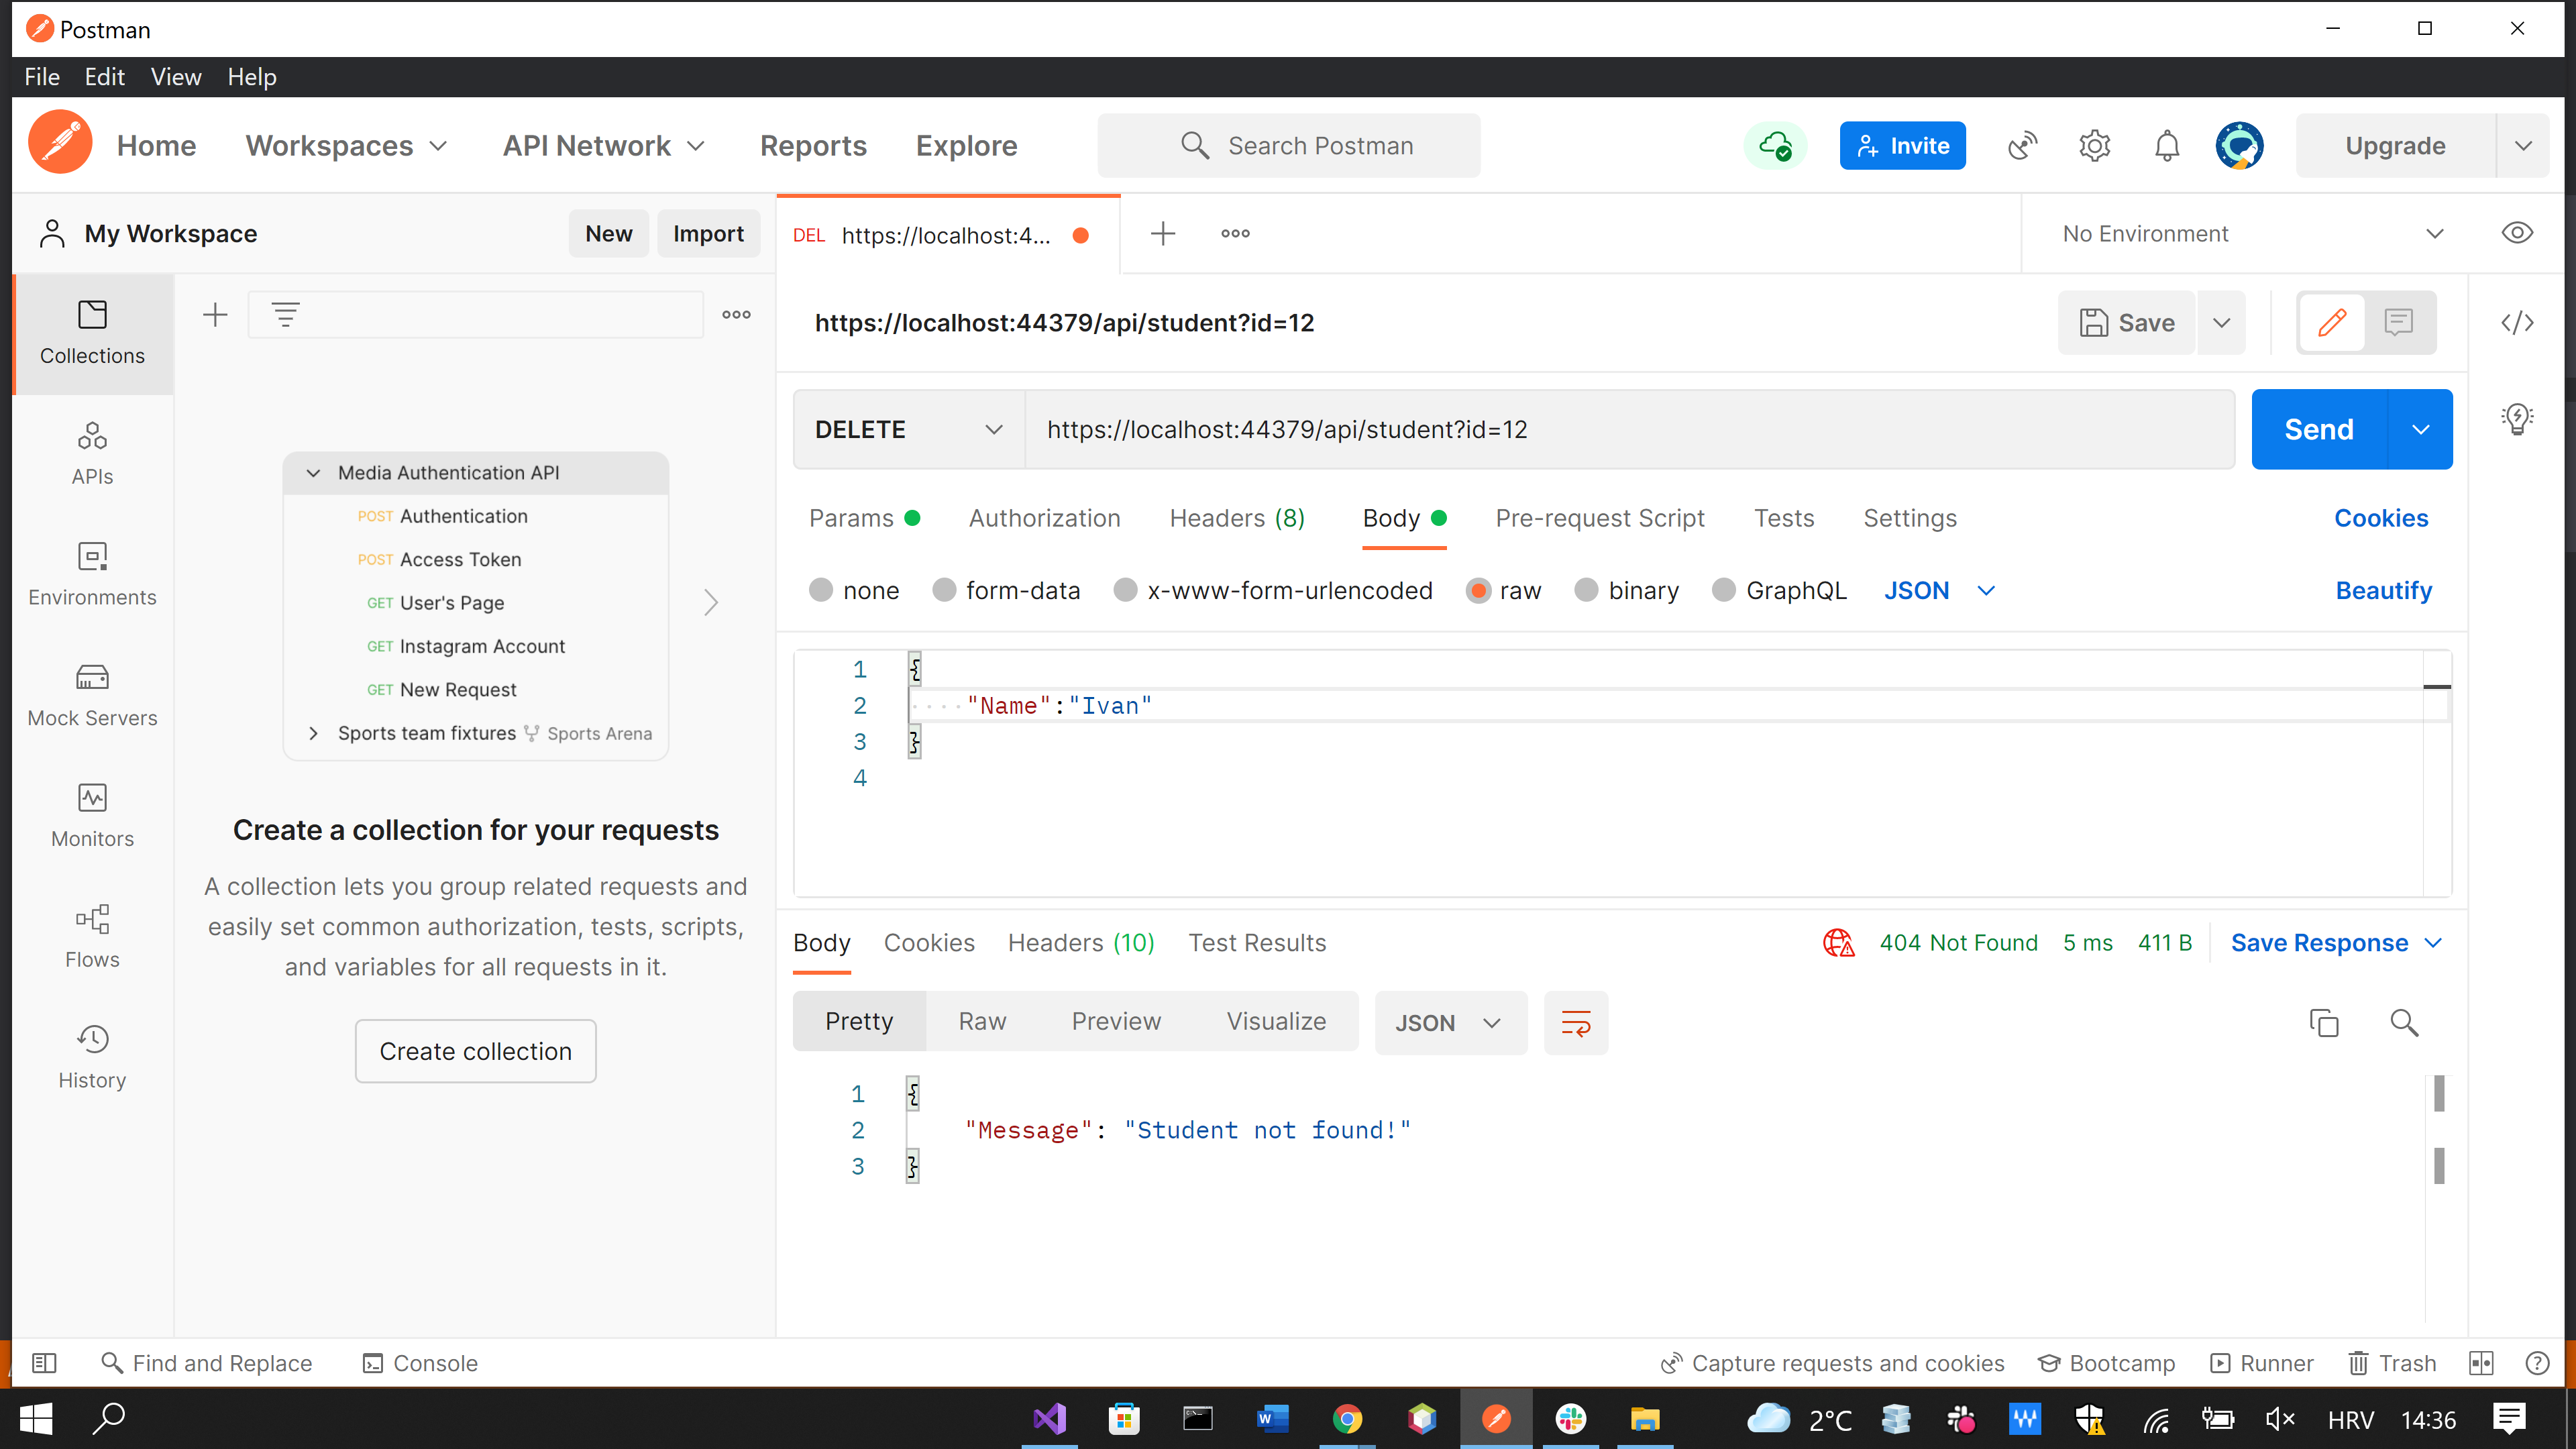 Postman
File Edit View Help
Home Workspaces API Network Reports Explore Search Postman Invite Upgrade
My Workspace New Import DEL https://localhost:4... No Environment
Collections
APIs
Environments
Mock Servers
Monitors
Flows
History
Media Authentication API
POST Authentication
POST Access Token
GET User's Page
GET Instagram Account
GET New Request
Sports team fixtures Sports Arena
Create a collection for your requests
A collection lets you group related requests and
easily set common authorization, tests, scripts,
and variables for all requests in it.
Create collection
https://localhost:44379/api/student?id=12 Save
DELETE https://localhost:44379/api/student?id=12 Send
Params Authorization Headers (8) Body Pre-request Script Tests Settings Cookies
none form-data x-www-form-urlencoded raw binary GraphQL JSON Beautify
1 {
2 "Name":"Ivan"
3 }
4
Body Cookies Headers (10) Test Results 404 Not Found 5 ms 411 B Save Response
Pretty Raw Preview Visualize JSON
1 {
2 "Message": "Student not found!"
3 }
Find and Replace Console Capture requests and cookies Bootcamp Runner Trash
2°C HRV 14:36